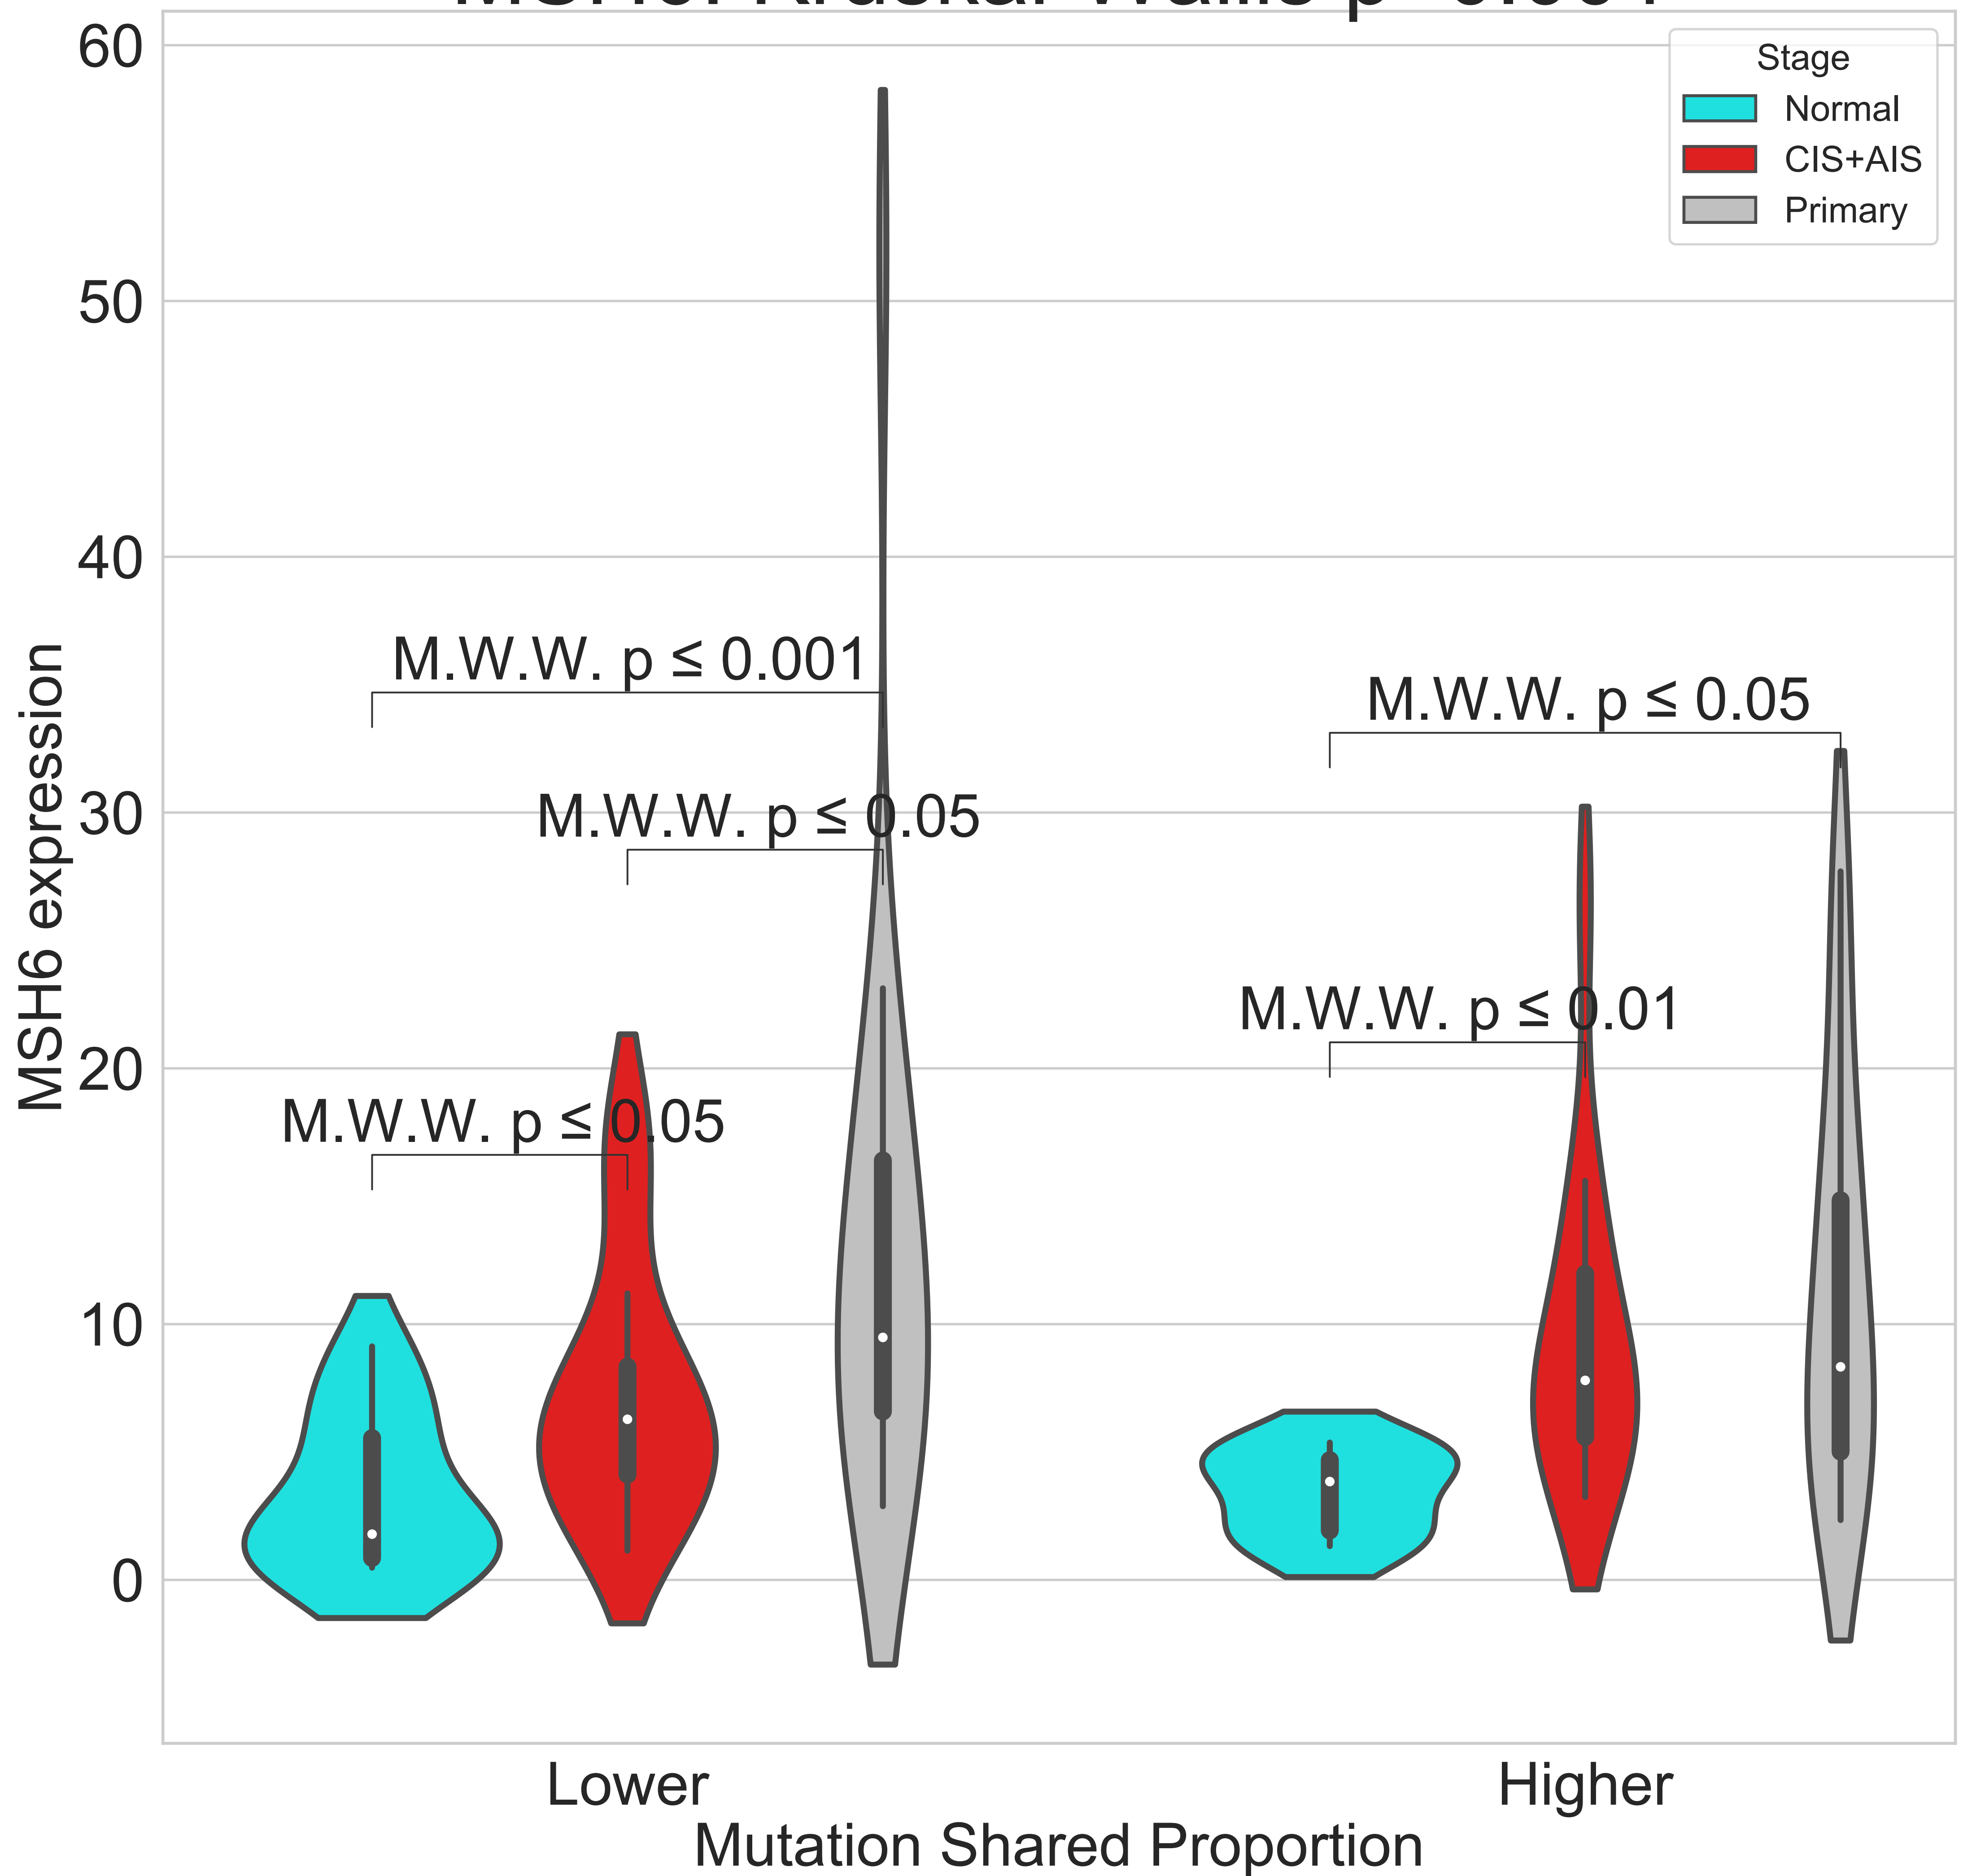 60
50
40
30
20
10
0
MSH6 expression
Stage
Normal
CIS+AIS
Primary
M.W.W. p ≤ 0.001
M.W.W. p ≤ 0.05
M.W.W. p ≤ 0.05
M.W.W. p ≤ 0.05
M.W.W. p ≤ 0.01
Lower
Higher
Mutation Shared Proportion